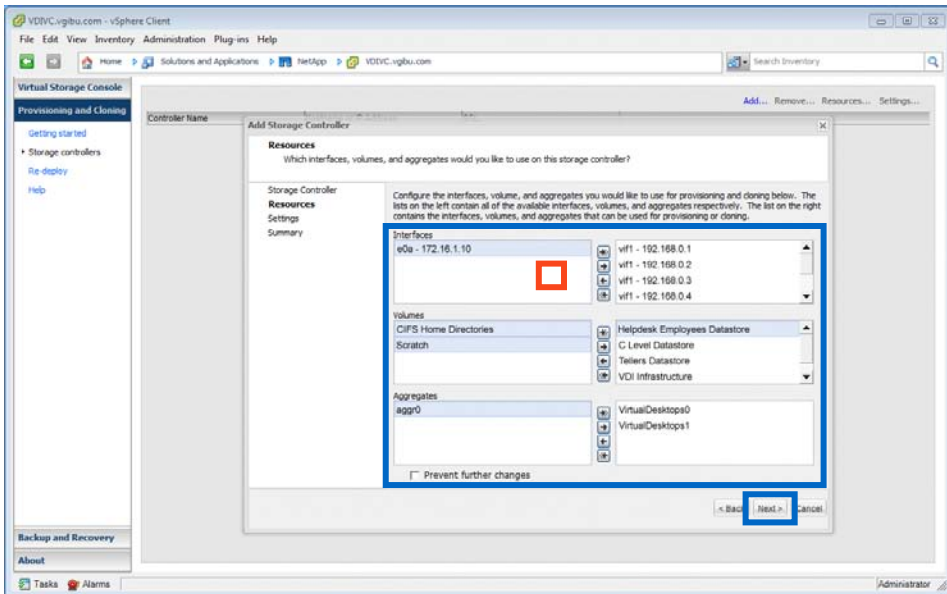 VDIVC.vgibu.com - vSphere Client
File Edit View Inventory Administration Plug-ins Help
Home Solutions and Applications NetApp VDIVC.vgibu.com Search Inventory
Virtual Storage Console
Provisioning and Cloning
Getting started
Storage controllers
Re-deploy
Help
Add... Remove... Resources... Settings...
Controller Name
Add Storage Controller
Resources
Which interfaces, volumes, and aggregates would you like to use on this storage controller?
Storage Controller
Resources
Settings
Summary
Configure the interfaces, volume, and aggregates you would like to use for provisioning and cloning below. The
lists on the left contain all of the available interfaces, volumes, and aggregates respectively. The list on the right
contains the interfaces, volumes, and aggregates that can be used for provisioning or cloning.
Interfaces
e0a - 172.16.1.10
vif1 - 192.168.0.1
vif1 - 192.168.0.2
vif1 - 192.168.0.3
vif1 - 192.168.0.4
Volumes
CIFS Home Directories
Scratch
Helpdesk Employees Datastore
C Level Datastore
Tellers Datastore
VDI Infrastructure
Aggregates
aggr0
VirtualDesktops0
VirtualDesktops1
Prevent further changes
< Back Next > Cancel
Backup and Recovery
About
Tasks Alarms Administrator